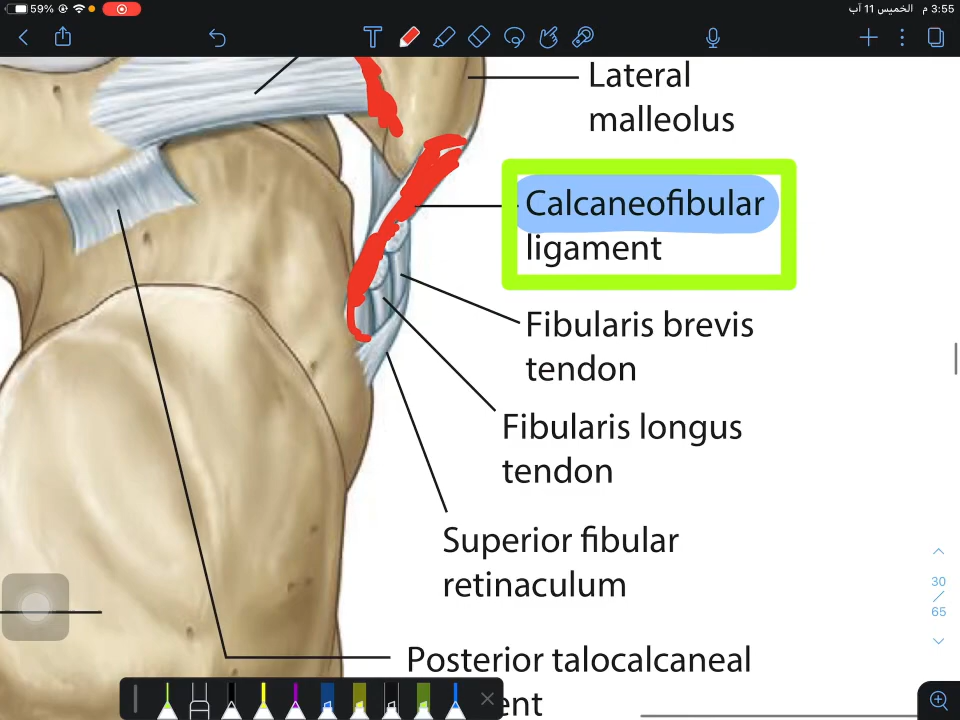 59%
3:55 م الخميس 11 آب
Lateral
malleolus
Calcaneofibular
ligament
Fibularis brevis
tendon
Fibularis longus
tendon
Superior fibular
retinaculum
30
/
65
Posterior talocalcaneal
ent